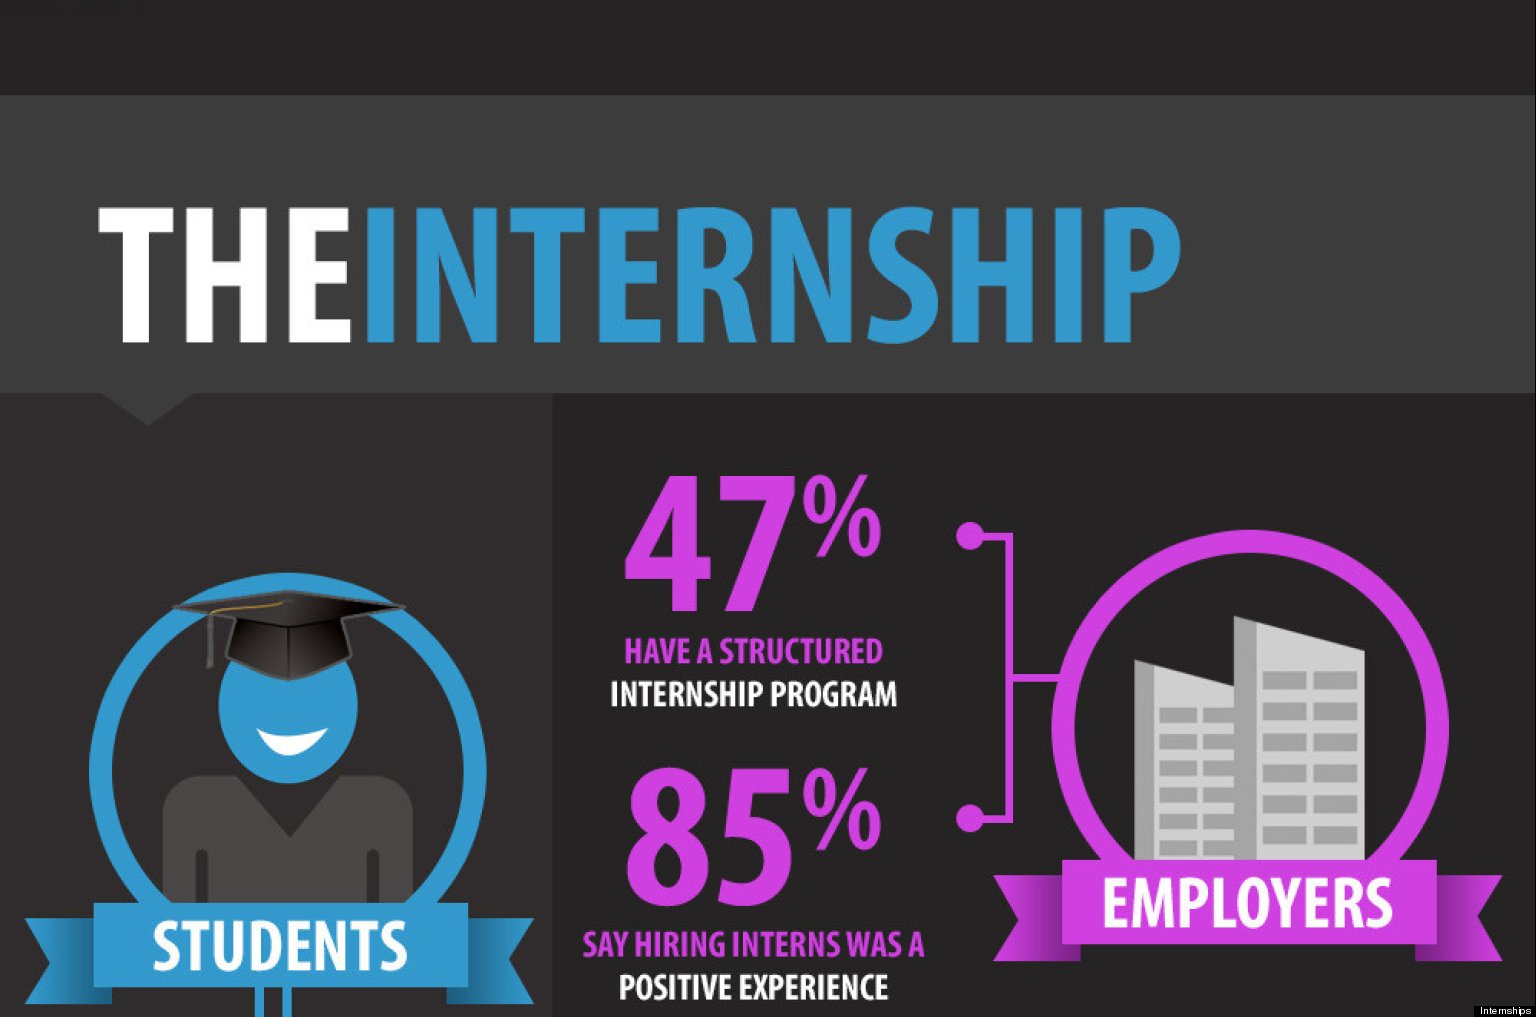 THEINTERNSHIP
47%
HAVE A STRUCTURED
INTERNSHIP PROGRAM
85%
SAY HIRING INTERNS WAS A
POSITIVE EXPERIENCE
STUDENTS
EMPLOYERS
Internships